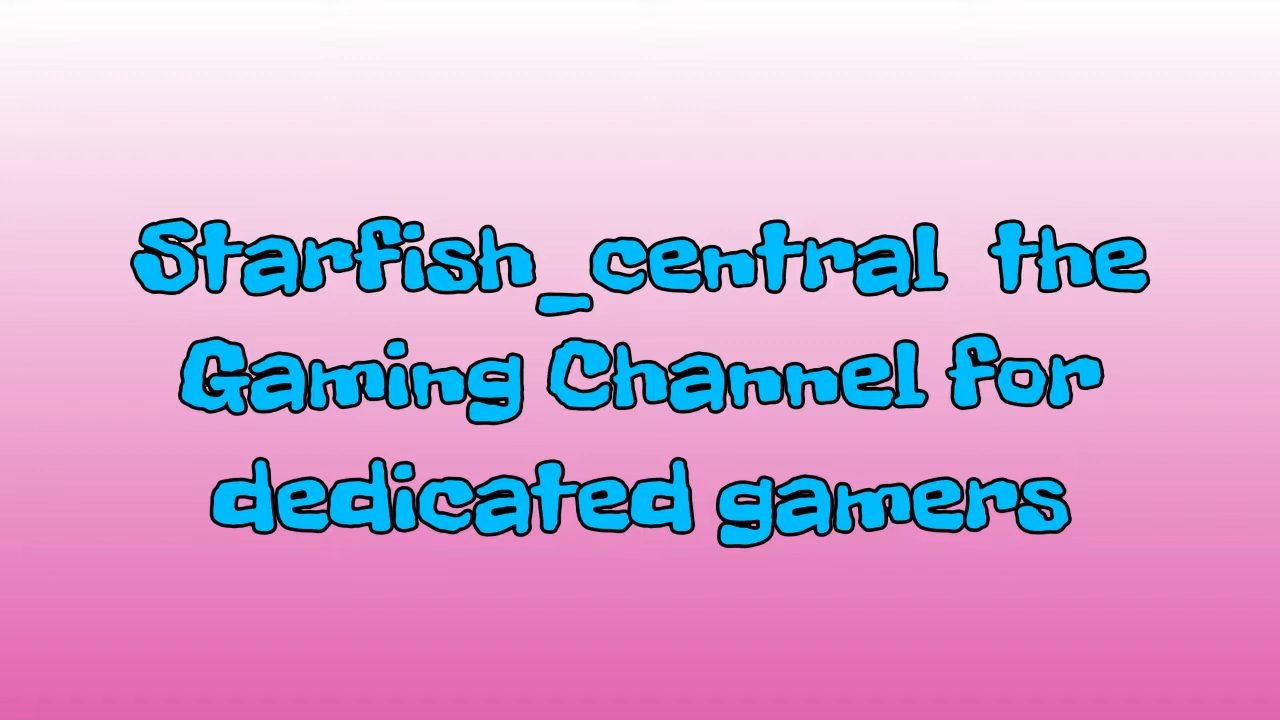 Starfish_central  the
Gaming Channel for
dedicated gamers